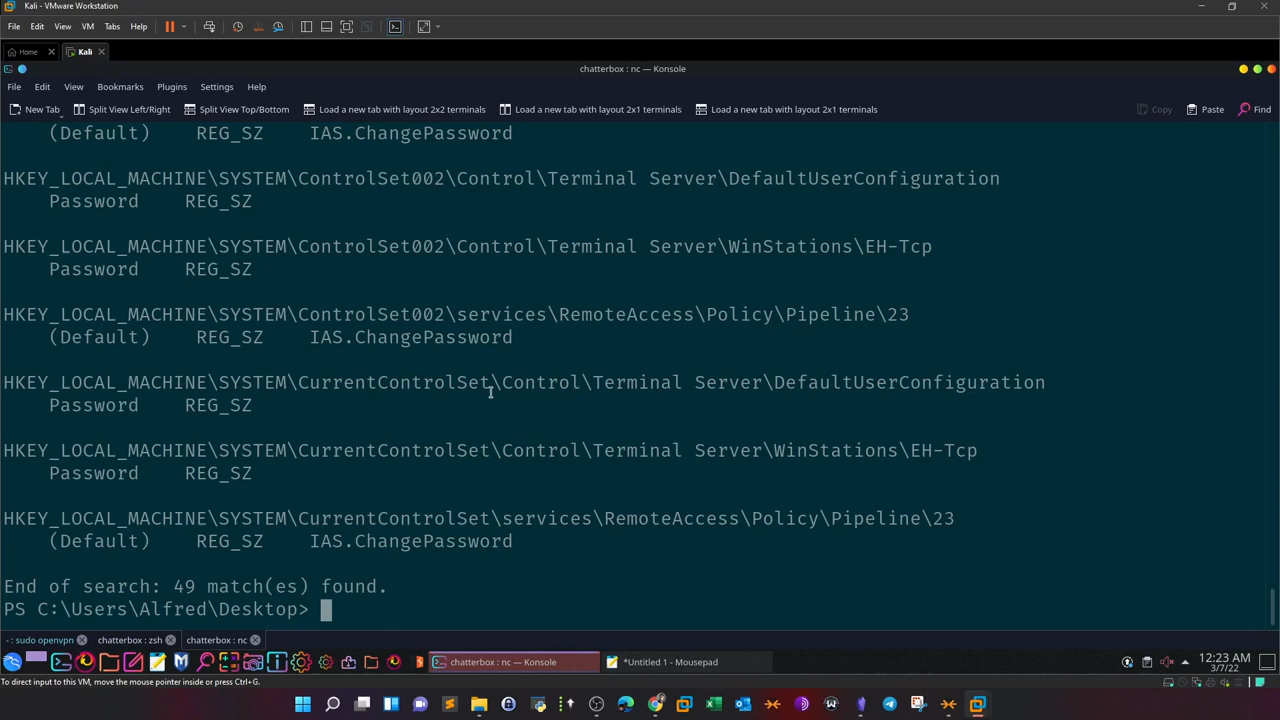 Kali - VMware Workstation
File Edit View VM Tabs Help
Home Kali
chatterbox : nc — Konsole
File Edit View Bookmarks Plugins Settings Help
New Tab Split View Left/Right Split View Top/Bottom Load a new tab with layout 2x2 terminals Load a new tab with layout 2x1 terminals Load a new tab with layout 2x1 terminals Copy Paste Find
(Default) REG_SZ IAS.ChangePassword
HKEY_LOCAL_MACHINE\SYSTEM\ControlSet002\Control\Terminal Server\DefaultUserConfiguration
Password REG_SZ
HKEY_LOCAL_MACHINE\SYSTEM\ControlSet002\Control\Terminal Server\WinStations\EH-Tcp
Password REG_SZ
HKEY_LOCAL_MACHINE\SYSTEM\ControlSet002\services\RemoteAccess\Policy\Pipeline\23
(Default) REG_SZ IAS.ChangePassword
HKEY_LOCAL_MACHINE\SYSTEM\CurrentControlSet\Control\Terminal Server\DefaultUserConfiguration
Password REG_SZ
HKEY_LOCAL_MACHINE\SYSTEM\CurrentControlSet\Control\Terminal Server\WinStations\EH-Tcp
Password REG_SZ
HKEY_LOCAL_MACHINE\SYSTEM\CurrentControlSet\services\RemoteAccess\Policy\Pipeline\23
(Default) REG_SZ IAS.ChangePassword
End of search: 49 match(es) found.
PS C:\Users\Alfred\Desktop>
- : sudo openvpn chatterbox : zsh chatterbox : nc
chatterbox : nc — Konsole *Untitled 1 - Mousepad 12:23 AM
3/7/22
To direct input to this VM, move the mouse pointer inside or press Ctrl+G.